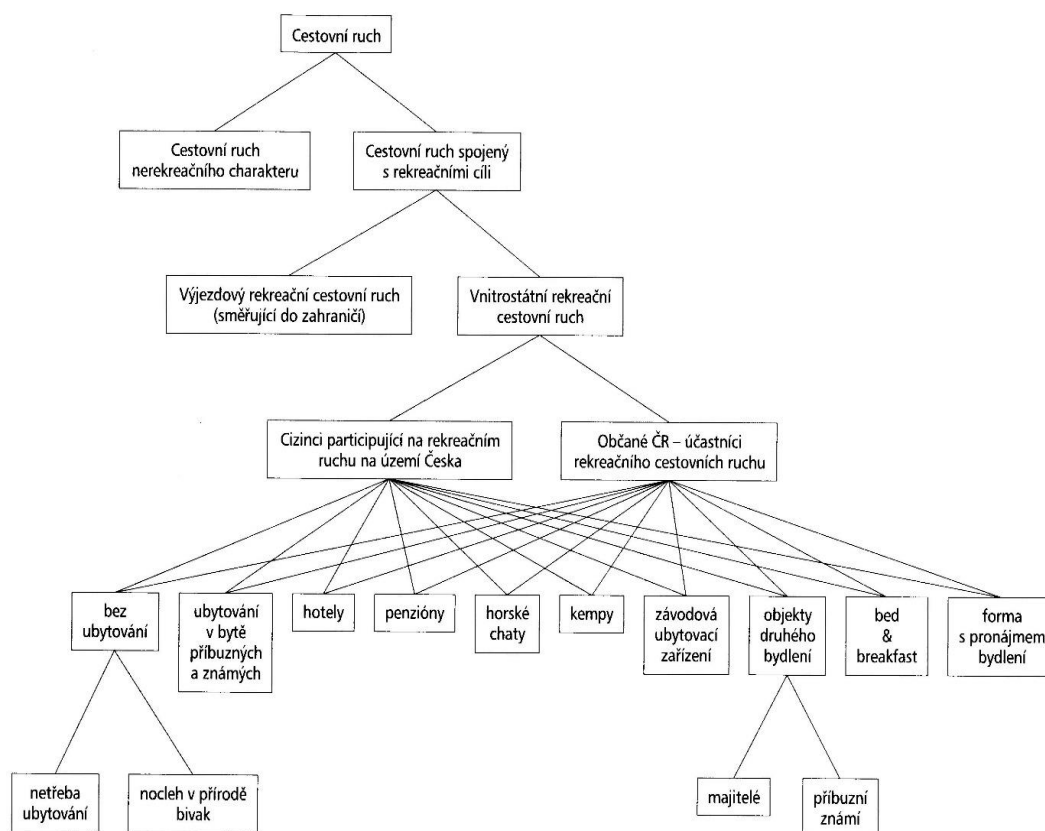 Cestovní ruch
Cestovní ruch
nerekreačního charakteru
Cestovní ruch spojený
s rekreačními cíli
Výjezdový rekreační cestovní ruch
(směřující do zahraničí)
Vnitrostátní rekreační
cestovní ruch
Cizinci participující na rekreačním
ruchu na území Česka
Občané ČR – účastníci
rekreačního cestovních ruchu
bez
ubytování
ubytování
v bytě
příbuzných
a známých
hotely
penzióny
horské
chaty
kempy
závodová
ubytovací
zařízení
objekty
druhého
bydlení
bed
&
breakfast
forma
s pronájmem
bydlení
netřeba
ubytování
nocleh v přírodě
bivak
majitelé
příbuzní
známí